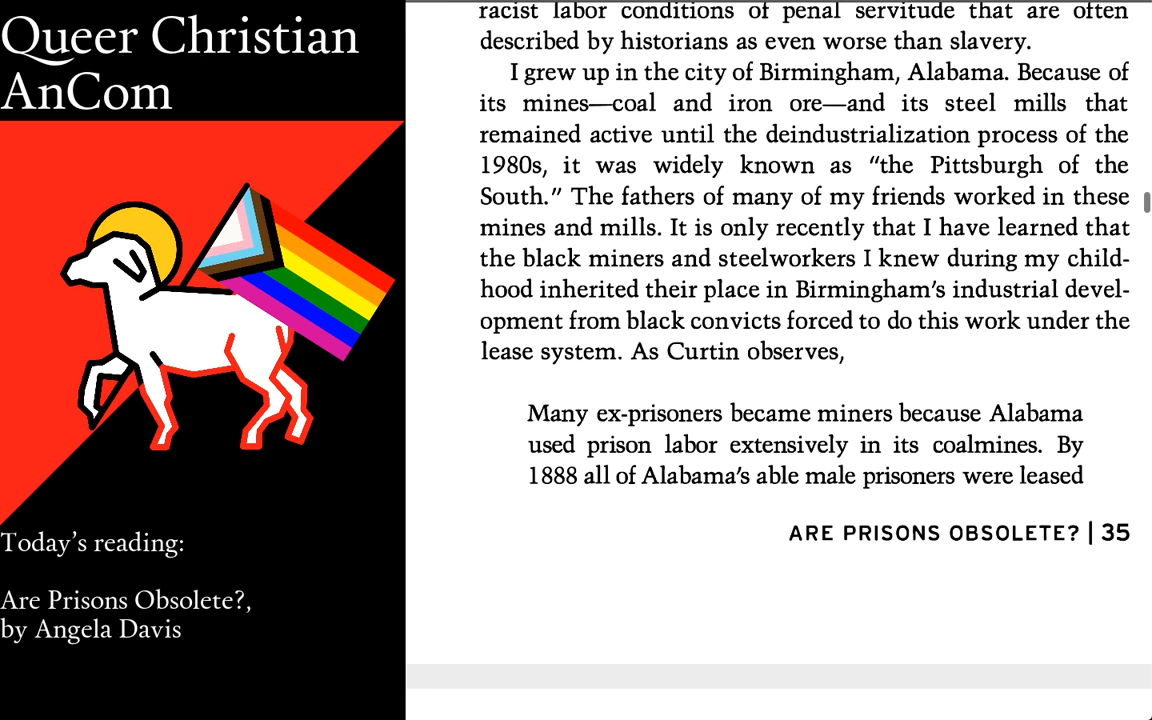 Queer Christian
AnCom
Today's reading:
Are Prisons Obsolete?,
by Angela Davis
racist labor conditions of penal servitude that are often
described by historians as even worse than slavery.
I grew up in the city of Birmingham, Alabama. Because of
its mines—coal and iron ore—and its steel mills that
remained active until the deindustrialization process of the
1980s, it was widely known as "the Pittsburgh of the
South." The fathers of many of my friends worked in these
mines and mills. It is only recently that I have learned that
the black miners and steelworkers I knew during my child-
hood inherited their place in Birmingham's industrial devel-
opment from black convicts forced to do this work under the
lease system. As Curtin observes,
Many ex-prisoners became miners because Alabama
used prison labor extensively in its coalmines. By
1888 all of Alabama's able male prisoners were leased
ARE PRISONS OBSOLETE? | 35